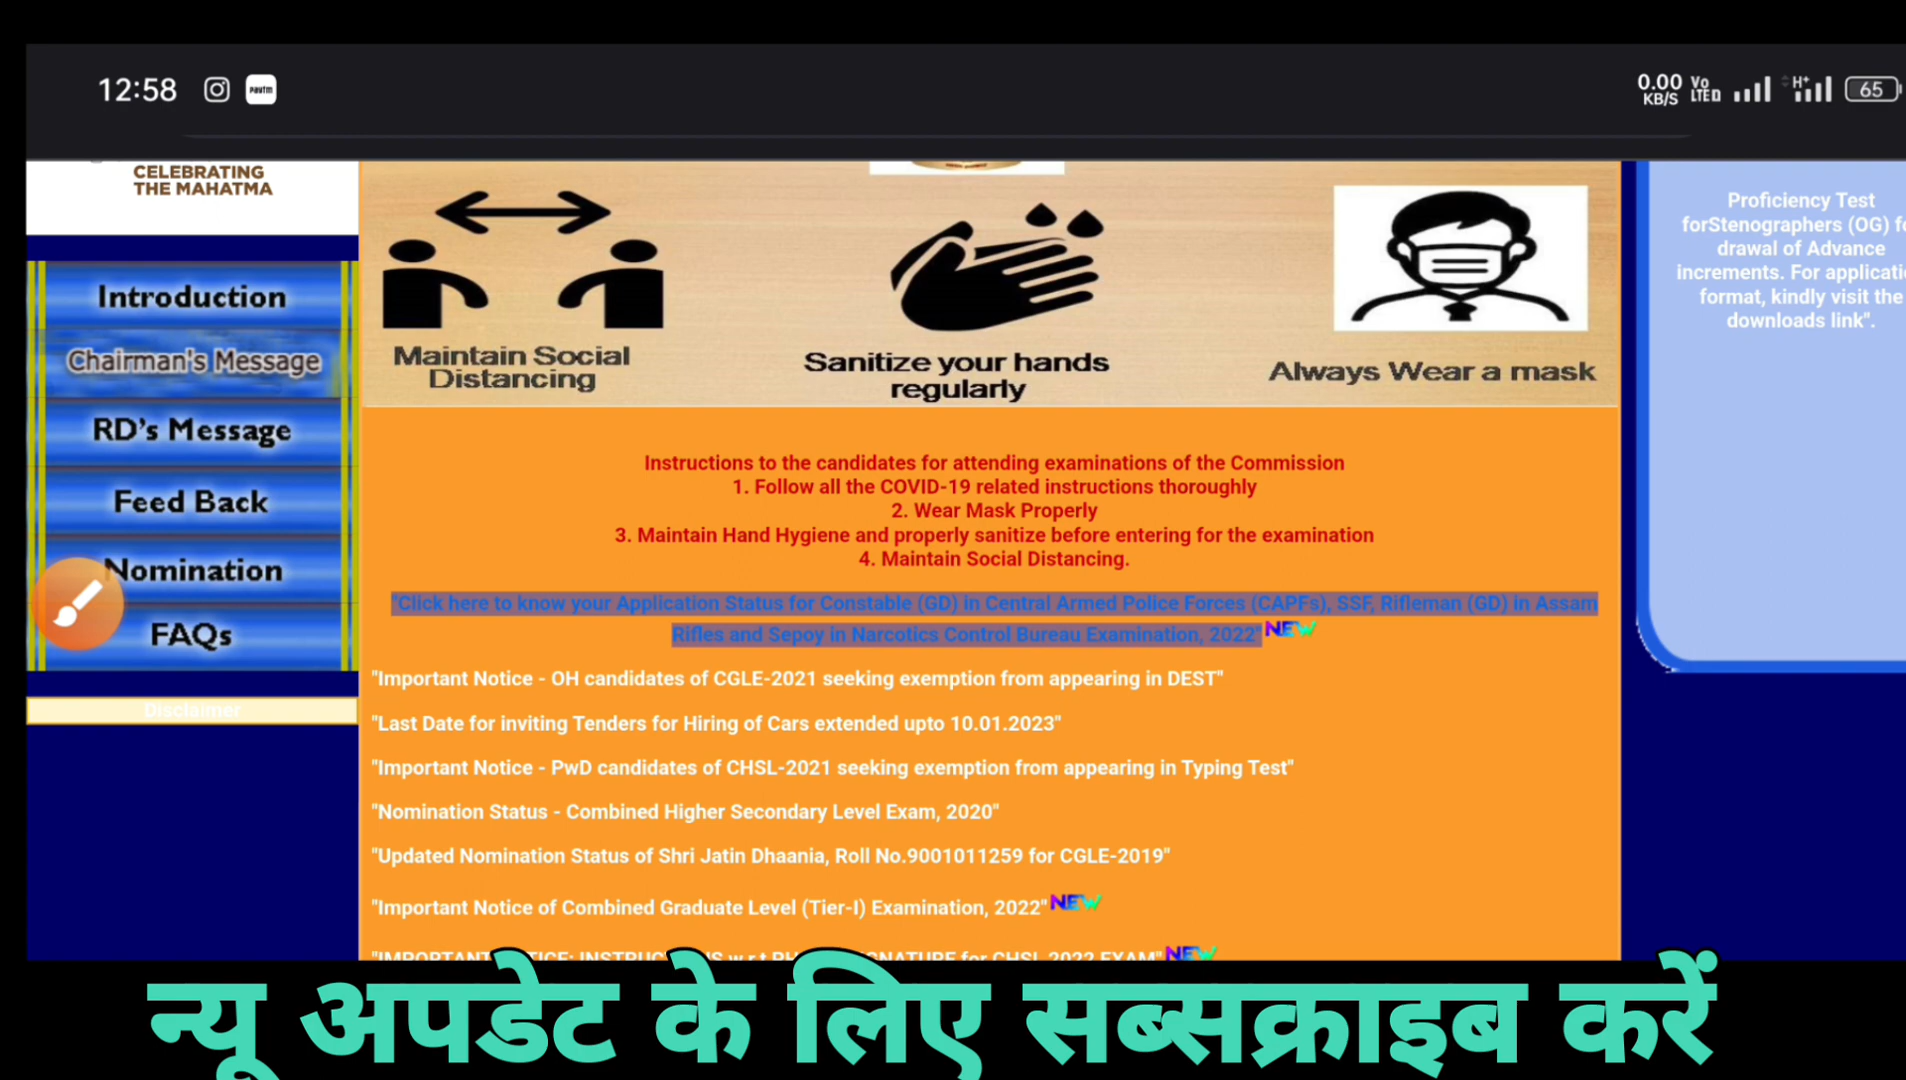 12:58
Paytm
0.00
KB/S
Vo
LTE
H+
65
CELEBRATING
THE MAHATMA
Introduction
Chairman's Message
RD's Message
Feed Back
Nomination
FAQs
Disclaimer
Maintain Social
Distancing
Sanitize your hands
regularly
Always Wear a mask
Instructions to the candidates for attending examinations of the Commission
1. Follow all the COVID-19 related instructions thoroughly
2. Wear Mask Properly
3. Maintain Hand Hygiene and properly sanitize before entering for the examination
4. Maintain Social Distancing.
"Click here to know your Application Status for Constable (GD) in Central Armed Police Forces (CAPFs), SSF, Rifleman (GD) in Assam
Rifles and Sepoy in Narcotics Control Bureau Examination, 2022" NEW
"Important Notice - OH candidates of CGLE-2021 seeking exemption from appearing in DEST"
"Last Date for inviting Tenders for Hiring of Cars extended upto 10.01.2023"
"Important Notice - PwD candidates of CHSL-2021 seeking exemption from appearing in Typing Test"
"Nomination Status - Combined Higher Secondary Level Exam, 2020"
"Updated Nomination Status of Shri Jatin Dhaania, Roll No.9001011259 for CGLE-2019"
"Important Notice of Combined Graduate Level (Tier-I) Examination, 2022" NEW
for CHSL 2022 EXAM" NEW
Proficiency Test
forStenographers (OG)
drawal of Advance
increments. For
format, kindly visit the
downloads link".
न्यू अपडेट के लिए सब्सक्राइब करें